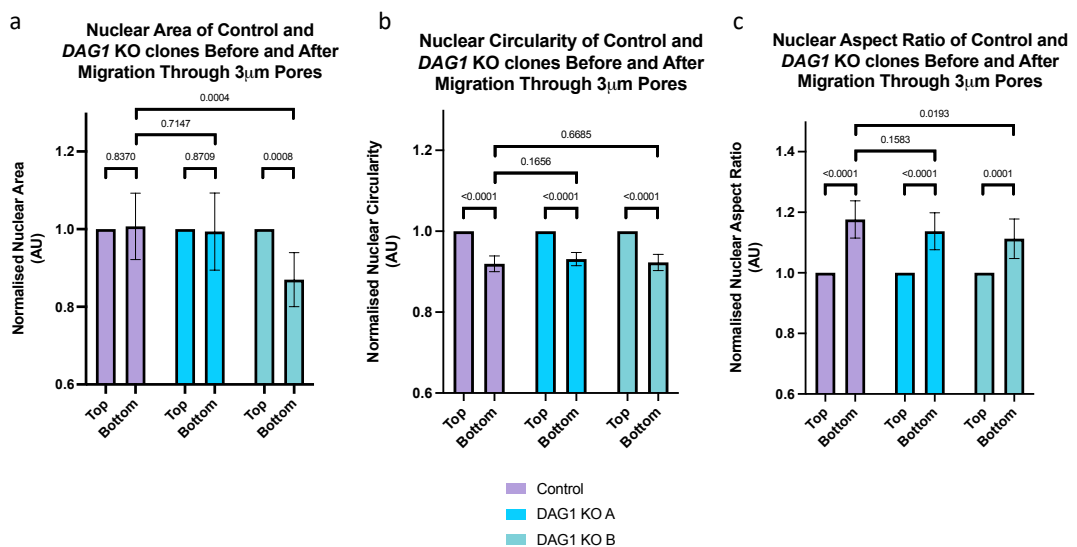 a
Nuclear Area of Control and
DAG1 KO clones Before and After
Migration Through 3μm Pores
0.0004
0.7147
0.8370
0.8709
0.0008
1.2
1.0
0.8
0.6
Normalised Nuclear Area
(AU)
Top
Bottom
Top
Bottom
Top
Bottom
b
Nuclear Circularity of Control and
DAG1 KO clones Before and After
Migration Through 3μm Pores
0.6685
0.1656
<0.0001
<0.0001
<0.0001
1.2
1.0
0.8
0.6
Normalised Nuclear Circularity
(AU)
Top
Bottom
Top
Bottom
Top
Bottom
c
Nuclear Aspect Ratio of Control and
DAG1 KO clones Before and After
Migration Through 3μm Pores
0.0193
0.1583
<0.0001
<0.0001
0.0001
1.4
1.2
1.0
0.8
0.6
Normalised Nuclear Aspect Ratio
(AU)
Top
Bottom
Top
Bottom
Top
Bottom
Control
DAG1 KO A
DAG1 KO B